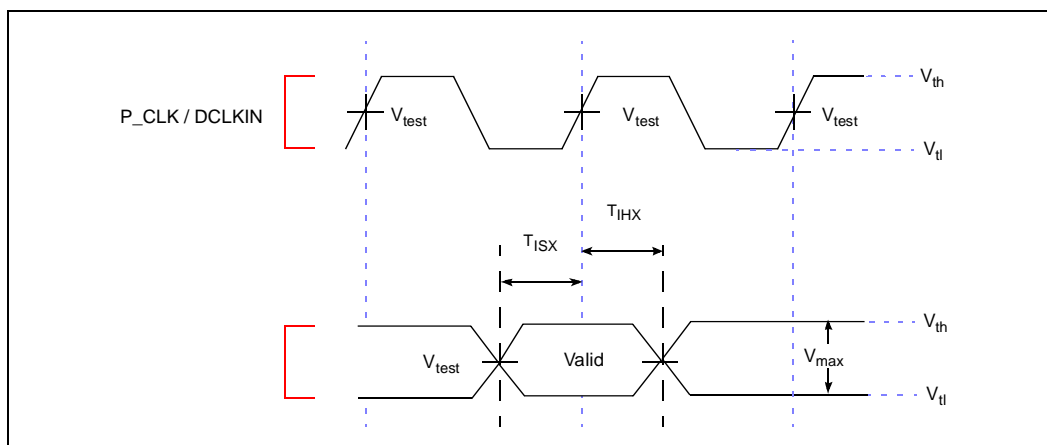 V_th
P_CLK / DCLKIN
V_test
V_test
V_test
V_tl
T_IHX
T_ISX
V_th
V_test
Valid
V_max
V_tl